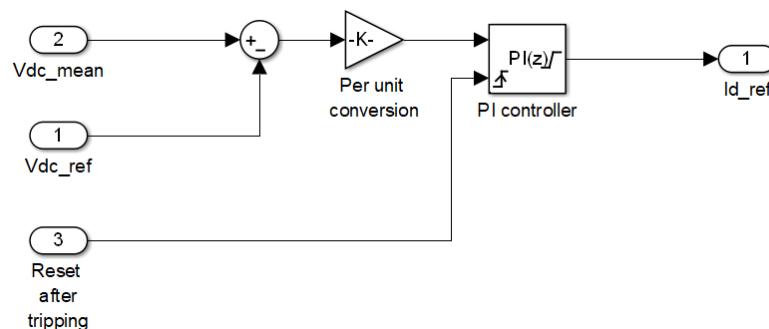 2
Vdc_mean
+
_
-K-
Per unit
conversion
PI(z)
PI controller
1
Id_ref
1
Vdc_ref
3
Reset
after
tripping